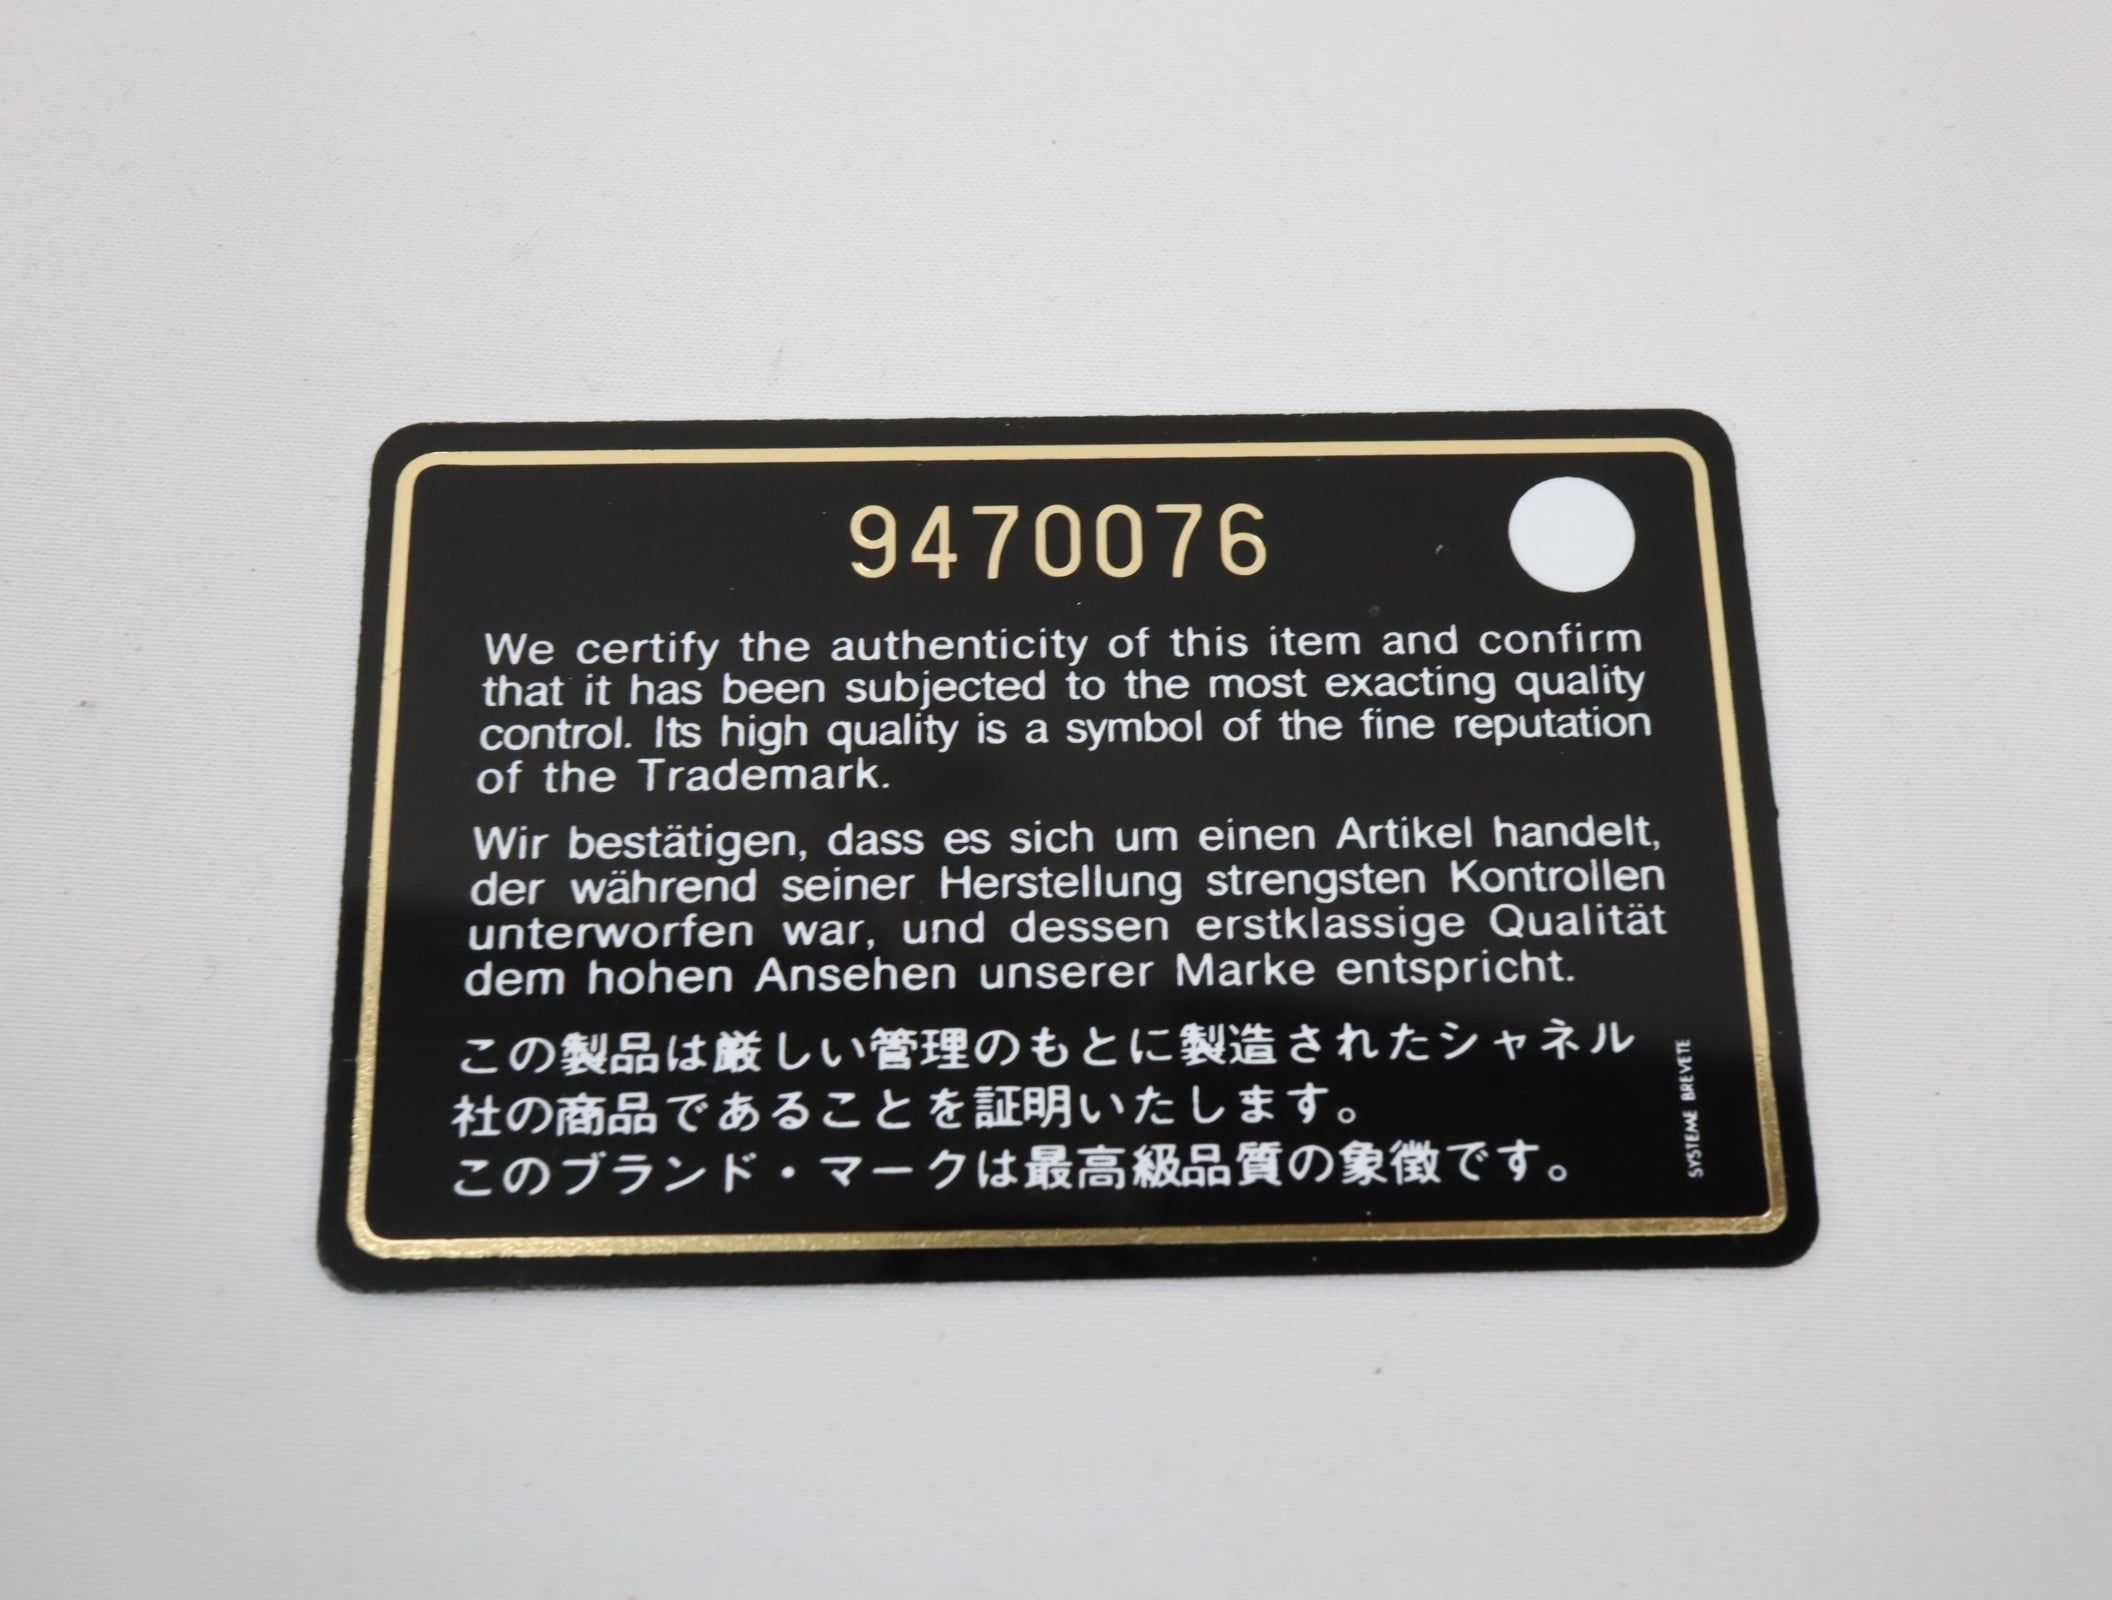 9470076
We certify the authenticity of this item and confirm
that it has been subjected to the most exacting quality
control. Its high quality is a symbol of the fine reputation
of the Trademark.
Wir bestätigen, dass es sich um einen Artikel handelt,
der während seiner Herstellung strengsten Kontrollen
unterworfen war, und dessen erstklassige Qualität
dem hohen Ansehen unserer Marke entspricht.
この製品は厳しい管理のもとに製造されたシャネル
社の商品であることを証明いたします。
このブランド・マークは最高級品質の象徴です。
SYSTEME BREVETE